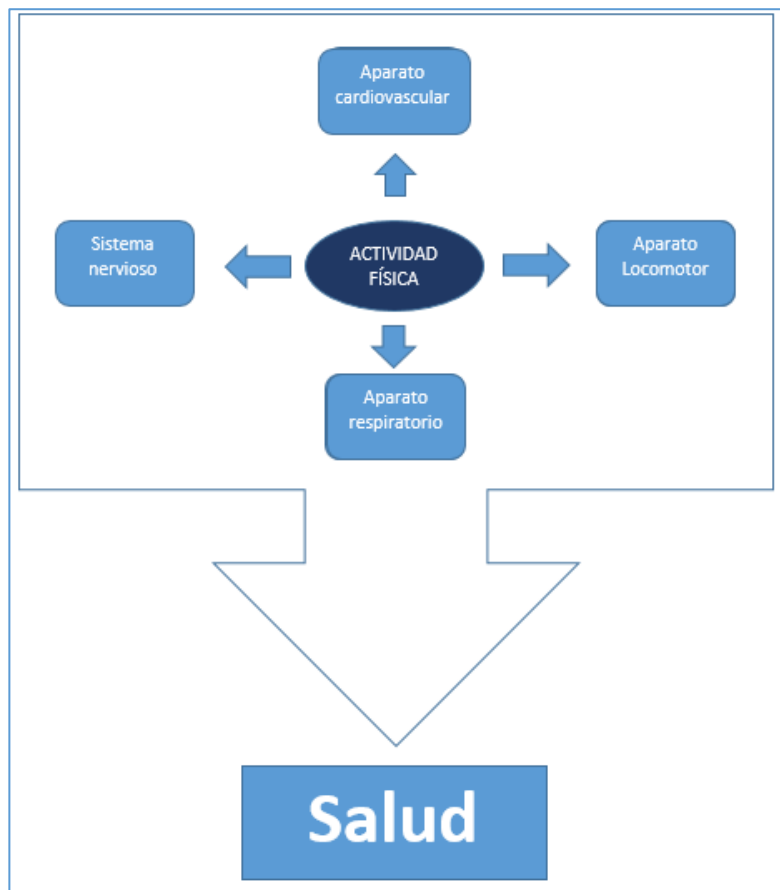 Aparato
cardiovascular
Sistema
nervioso
ACTIVIDAD
FÍSICA
Aparato
Locomotor
Aparato
respiratorio
Salud